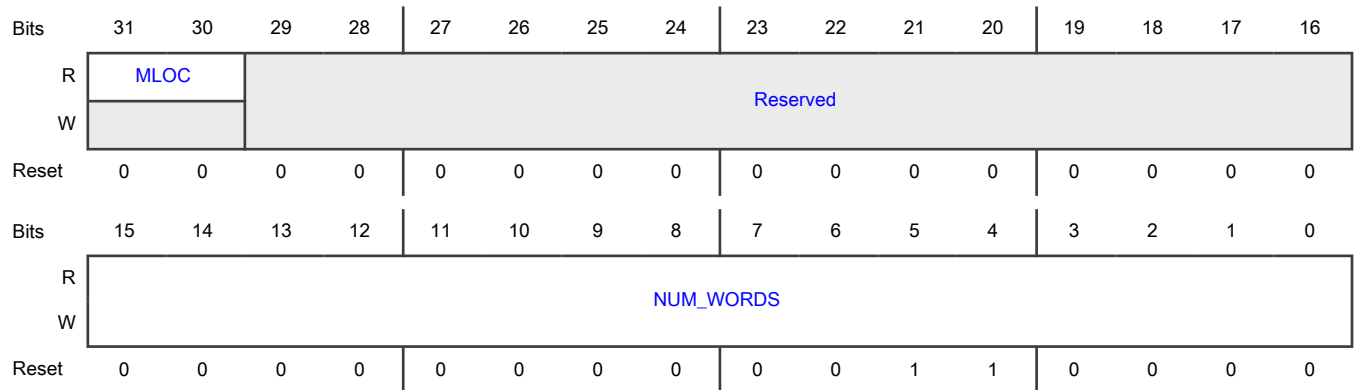 Bits 31 30 29 28 27 26 25 24 23 22 21 20 19 18 17 16
R MLOC
Reserved
W
Reset 0 0 0 0 0 0 0 0 0 0 0 0 0 0 0 0
Bits 15 14 13 12 11 10 9 8 7 6 5 4 3 2 1 0
R
NUM_WORDS
W
Reset 0 0 0 0 0 0 0 0 0 0 1 1 0 0 0 0